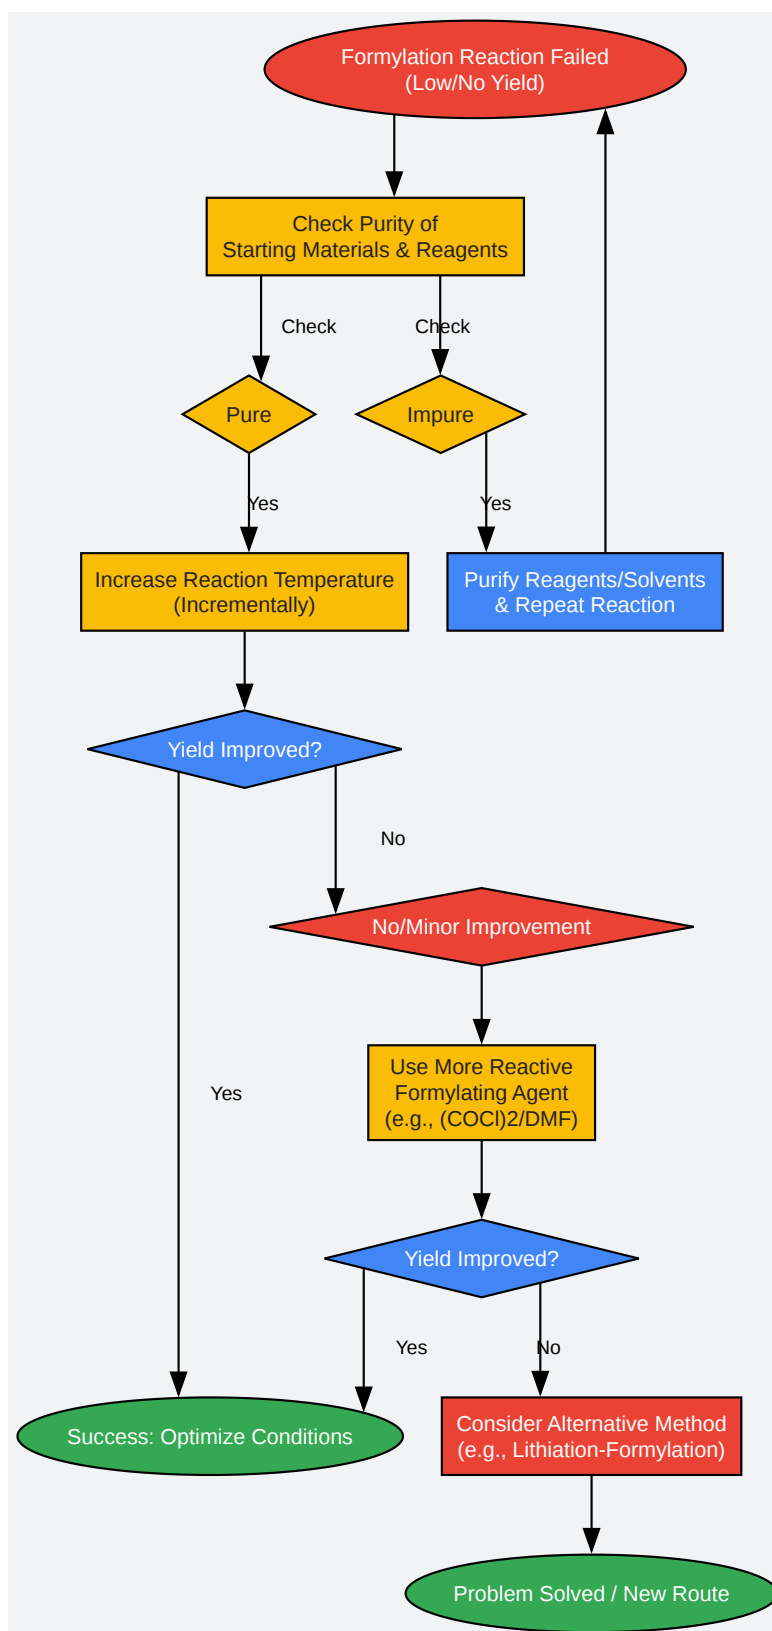 Formylation Reaction Failed
(Low/No Yield)
Check Purity of
Starting Materials & Reagents
Check
Check
Pure
Impure
Yes
Yes
Increase Reaction Temperature
(Incrementally)
Purify Reagents/Solvents
& Repeat Reaction
Yield Improved?
No
No/Minor Improvement
Use More Reactive
Formylating Agent
(e.g., (COCl)2/DMF)
Yes
Yield Improved?
Yes
No
Success: Optimize Conditions
Consider Alternative Method
(e.g., Lithiation-Formylation)
Problem Solved / New Route